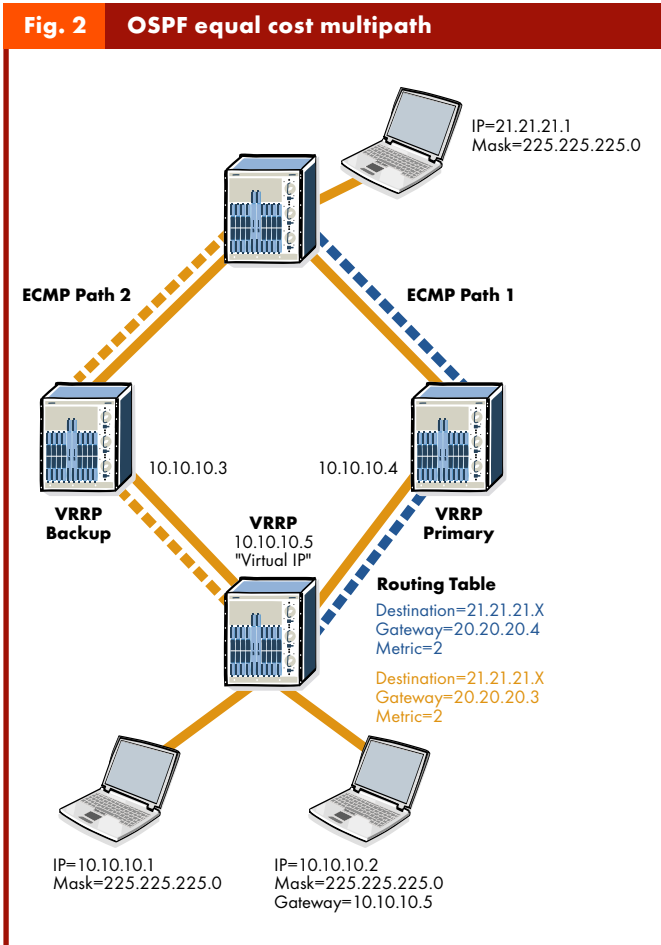 Fig. 2 OSPF equal cost multipath
IP=21.21.21.1
Mask=225.225.225.0
ECMP Path 2
ECMP Path 1
10.10.10.3
10.10.10.4
VRRP
Backup
VRRP
10.10.10.5
"Virtual IP"
VRRP
Primary
Routing Table
Destination=21.21.21.X
Gateway=20.20.20.4
Metric=2
Destination=21.21.21.X
Gateway=20.20.20.3
Metric=2
IP=10.10.10.1
Mask=225.225.225.0
IP=10.10.10.2
Mask=225.225.225.0
Gateway=10.10.10.5